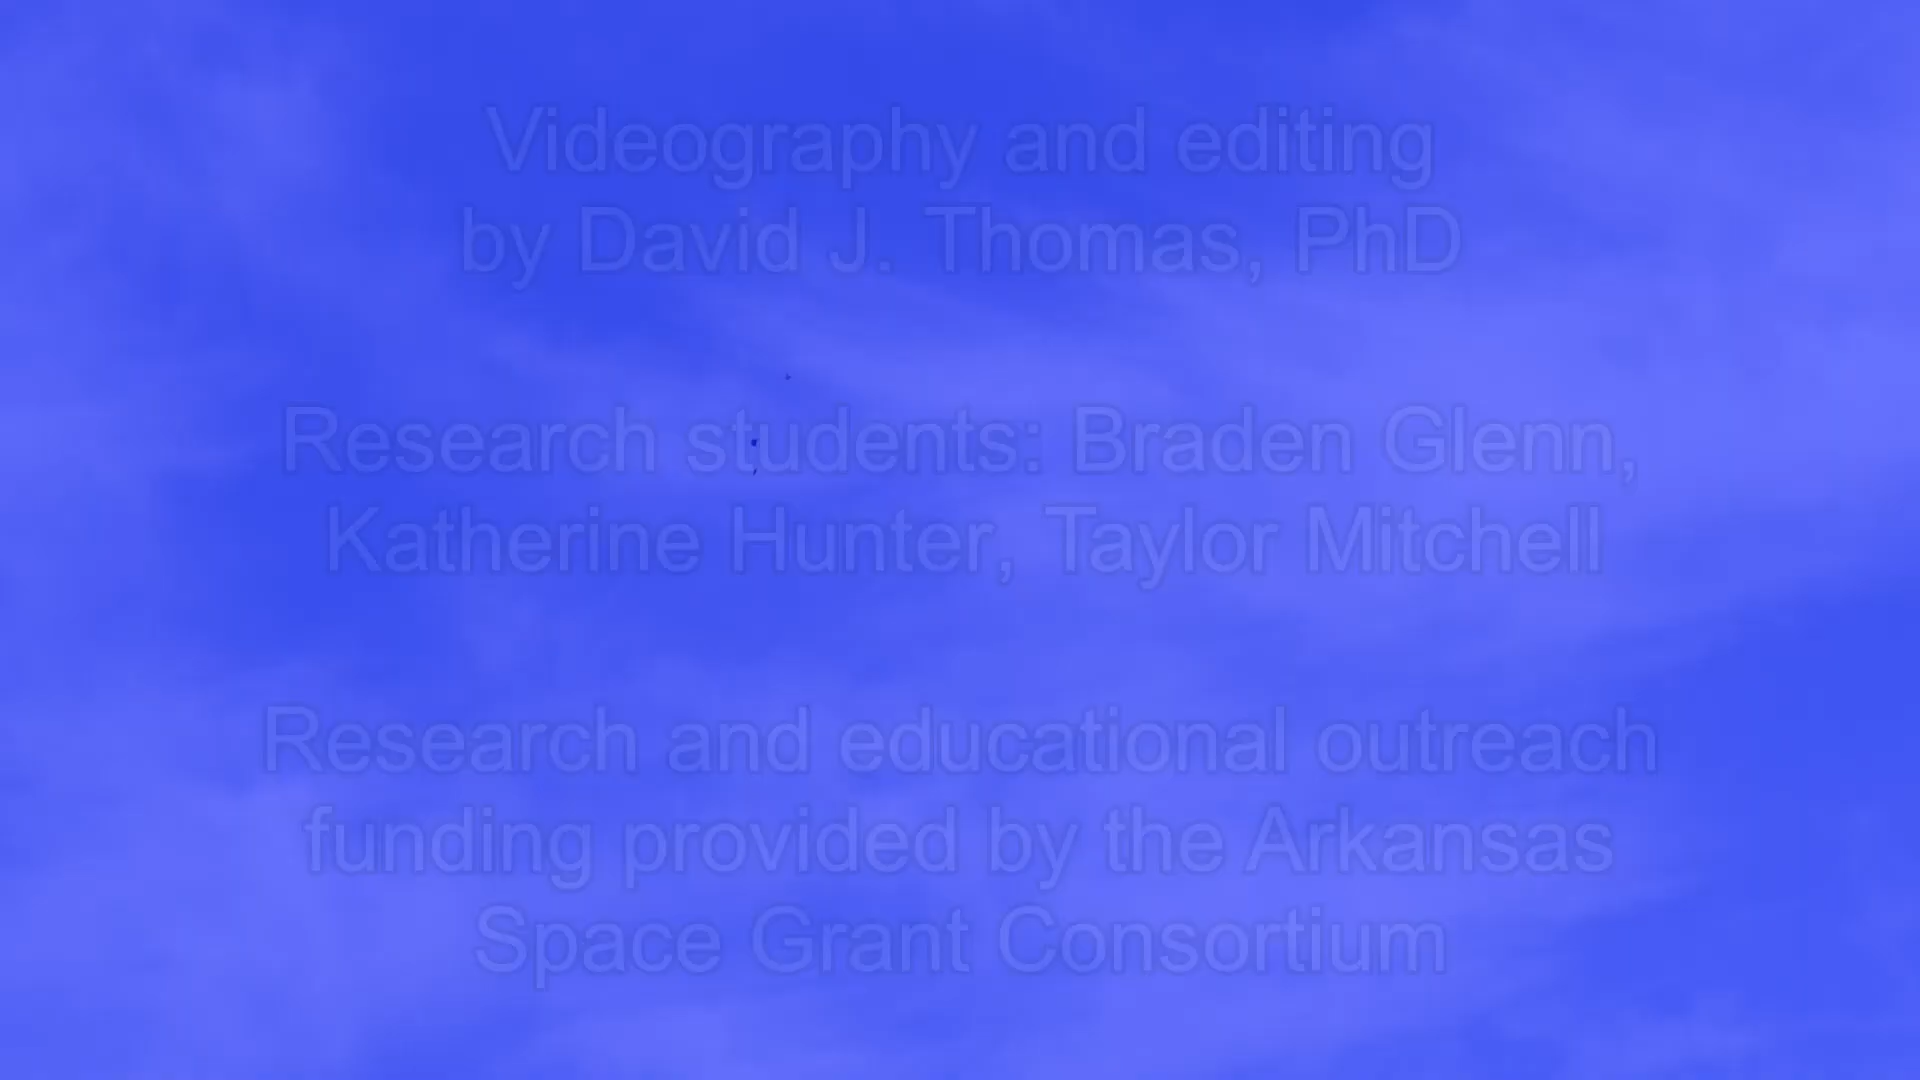 Videography and editing
by David J. Thomas, PhD
Research students: Braden Glenn,
Katherine Hunter, Taylor Mitchell
Research and educational outreach
funding provided by the Arkansas
Space Grant Consortium